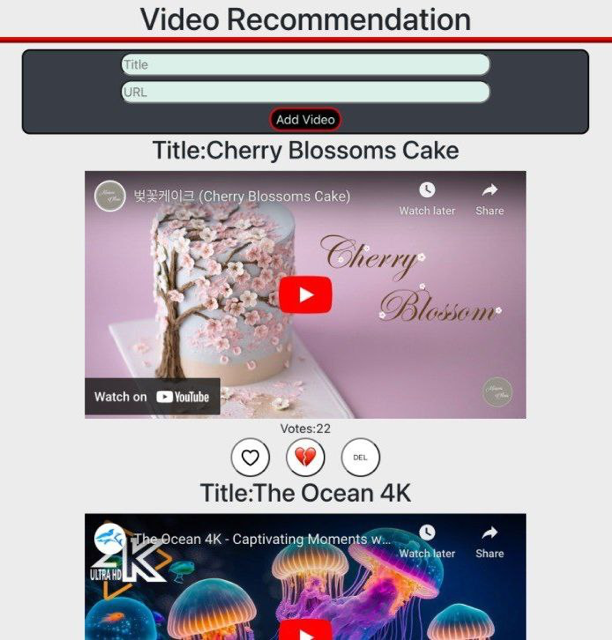 Video Recommendation
Title
URL
Add Video
Title:Cherry Blossoms Cake
벚꽃케이크 (Cherry Blossoms Cake)
Watch later
Share
Cherry
Blossom
Watch on YouTube
Votes:22
DEL
Title:The Ocean 4K
The Ocean 4K - Captivating Moments w...
Watch later
Share
4K
ULTRA HD